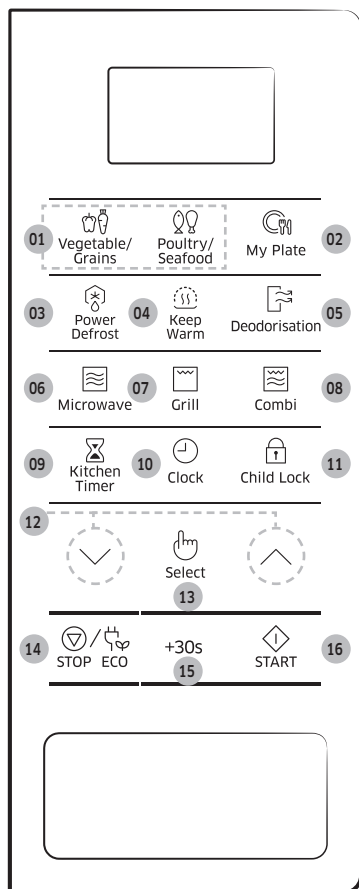 01
Vegetable/
Grains
Poultry/
Seafood
My Plate
02
03
Power
Defrost
04
Keep
Warm
Deodorisation
05
06
Microwave
07
Grill
Combi
08
09
Kitchen
Timer
10
Clock
Child Lock
11
12
Select
13
14
STOP ECO
+30s
15
START
16